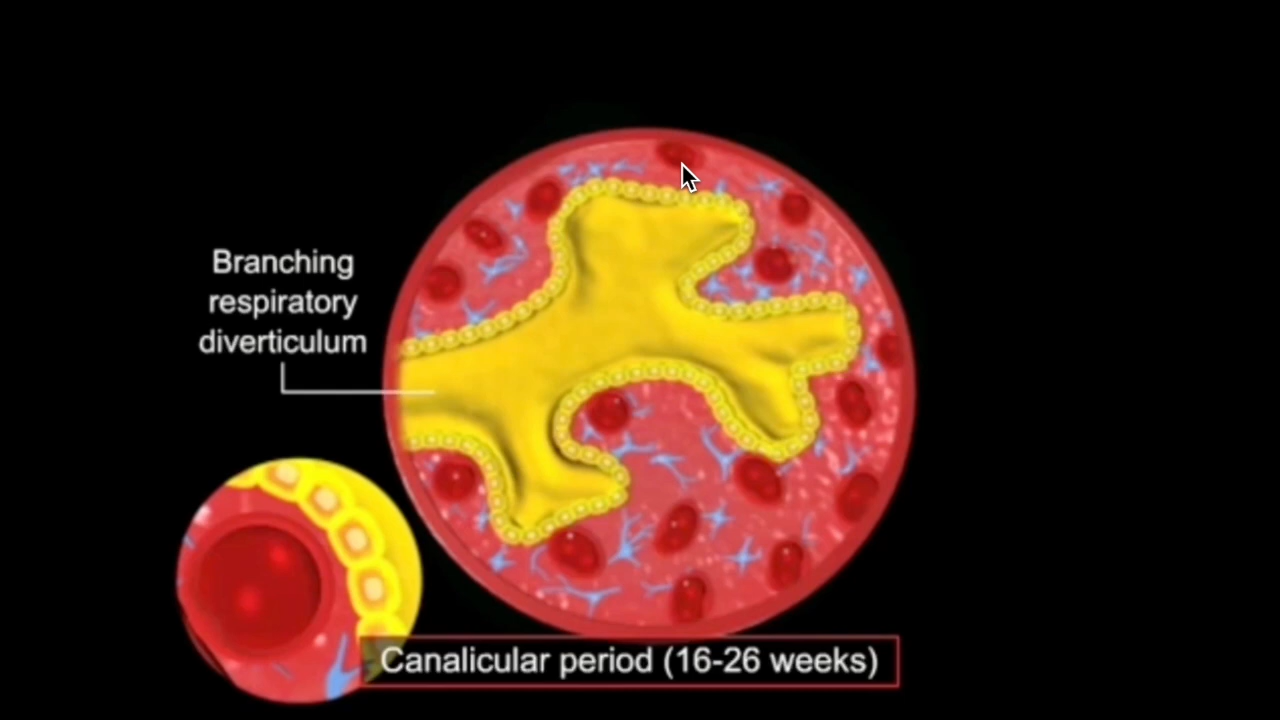 Branching
respiratory
diverticulum
Canalicular period (16-26 weeks)